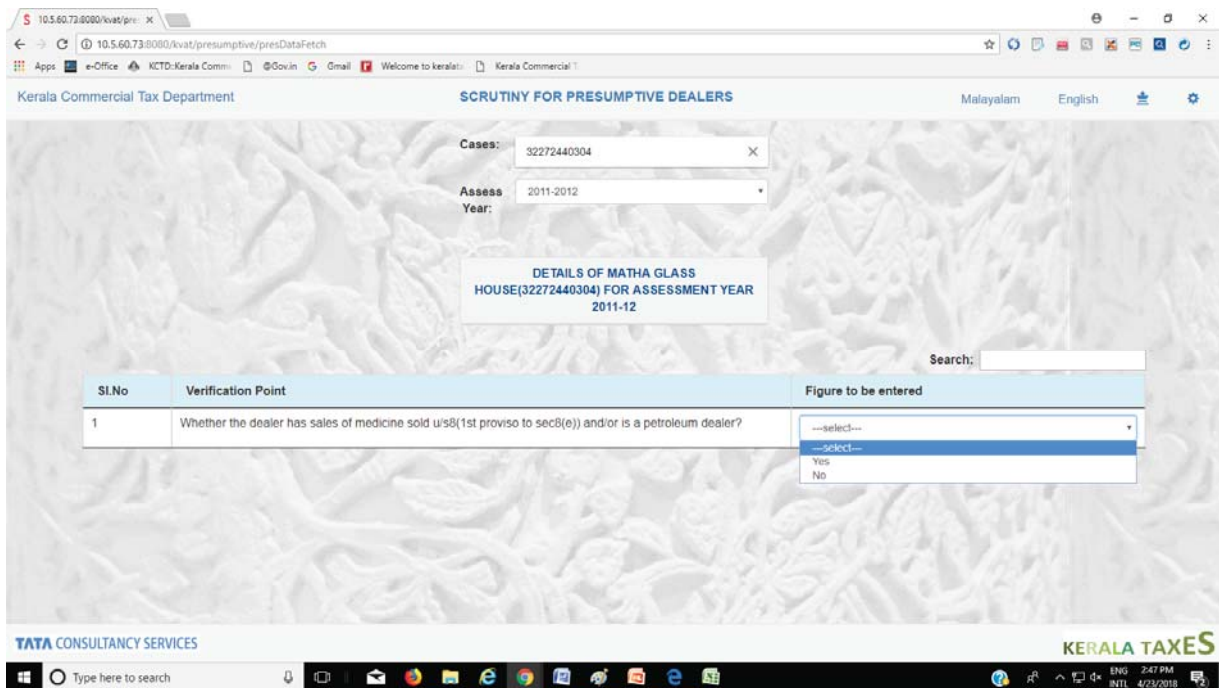 10.5.60.73:8080/kvat/pre
10.5.60.73:8080/kvat/presumptive/presDataFetch
Apps e-Office KCTD:Kerala Comm @Gov.in Gmail Welcome to kerala Kerala Commercial T
Kerala Commercial Tax Department SCRUTINY FOR PRESUMPTIVE DEALERS Malayalam English
Cases: 32272440304
Assess Year: 2011-2012
DETAILS OF MATHA GLASS
HOUSE(32272440304) FOR ASSESSMENT YEAR
2011-12
Search:
Sl.No Verification Point Figure to be entered
1 Whether the dealer has sales of medicine sold u/s8(1st proviso to sec8(e)) and/or is a petroleum dealer? ---select---
---select---
Yes
No
TATA CONSULTANCY SERVICES KERALA TAXES
Type here to search ENG 2:47 PM
INTL 4/23/2018